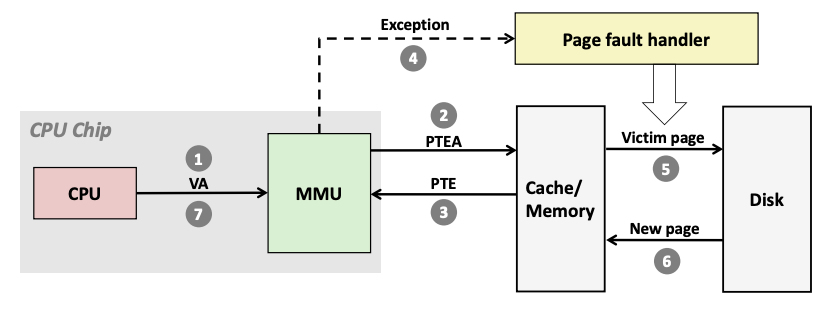 Exception
4
Page fault handler
CPU Chip
2
PTEA
1
VA
7
CPU
MMU
PTE
3
Cache/
Memory
Victim page
5
New page
6
Disk